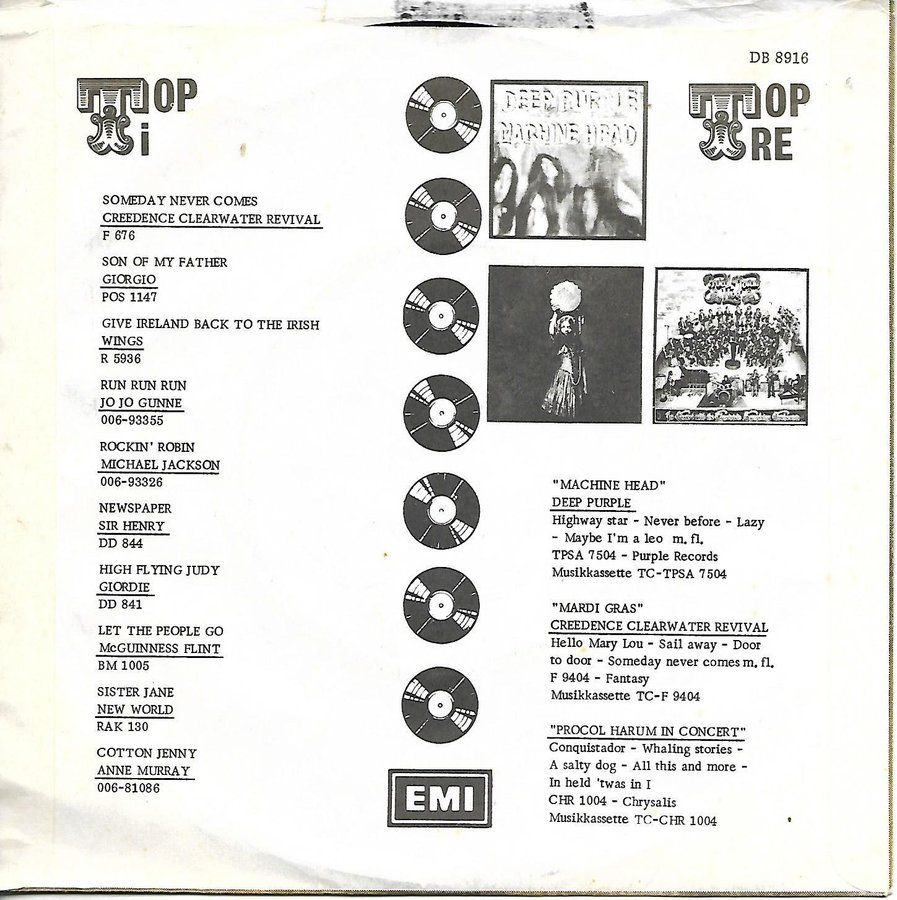 DB 8916
TOP
Ti
SOMEDAY NEVER COMES
CREEDENCE CLEARWATER REVIVAL
F 676
SON OF MY FATHER
GIORGIO
POS 1147
GIVE IRELAND BACK TO THE IRISH
WINGS
R 5936
RUN RUN RUN
JO JO GUNNE
006-93355
ROCKIN' ROBIN
MICHAEL JACKSON
006-93326
NEWSPAPER
SIR HENRY
DD 844
HIGH FLYING JUDY
GIORDIE
DD 841
LET THE PEOPLE GO
McGUINNESS FLINT
BM 1005
SISTER JANE
NEW WORLD
RAK 130
COTTON JENNY
ANNE MURRAY
006-81086
EMI
TOP
TRE
DEEP PURPLE
MACHINE HEAD
"MACHINE HEAD"
DEEP PURPLE
Highway star - Never before - Lazy
- Maybe I'm a leo m. fl.
TPSA 7504 - Purple Records
Musikkassette TC-TPSA 7504
"MARDI GRAS"
CREEDENCE CLEARWATER REVIVAL
Hello Mary Lou - Sail away - Door
to door - Someday never comes m. fl.
F 9404 - Fantasy
Musikkassette TC-F 9404
"PROCOL HARUM IN CONCERT"
Conquistador - Whaling stories -
A salty dog - All this and more -
In held 'twas in I
CHR 1004 - Chrysalis
Musikkassette TC-CHR 1004